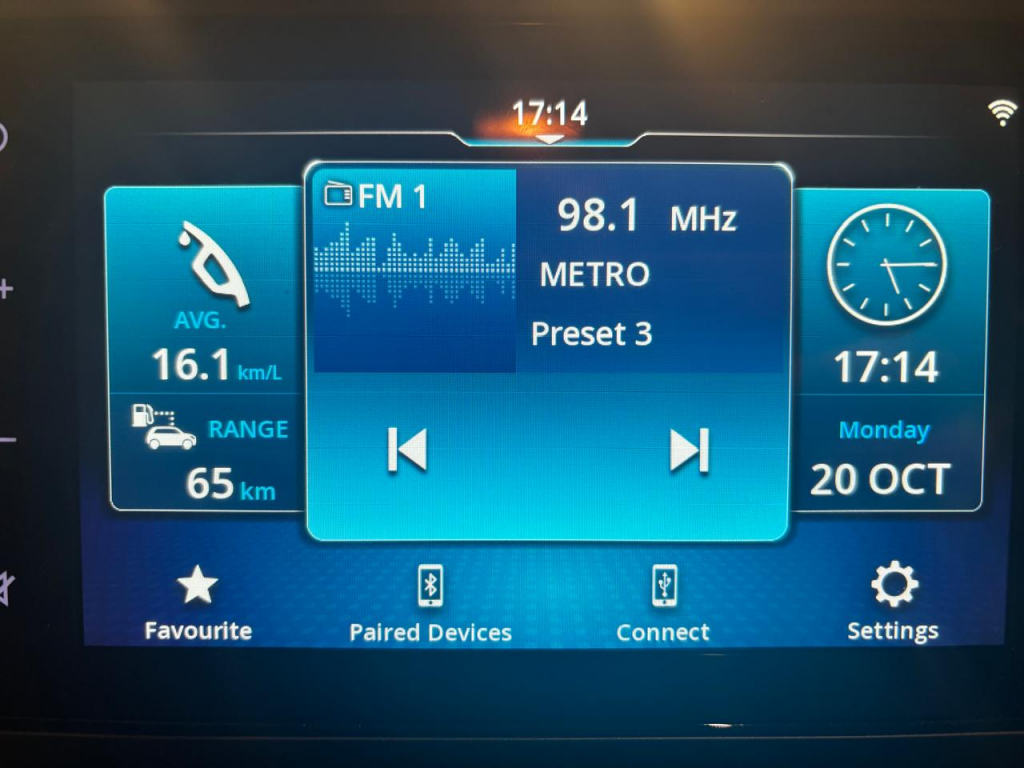 17:14
FM 1
98.1 MHz
METRO
Preset 3
AVG.
16.1 km/L
RANGE
65 km
17:14
Monday
20 OCT
Favourite
Paired Devices
Connect
Settings